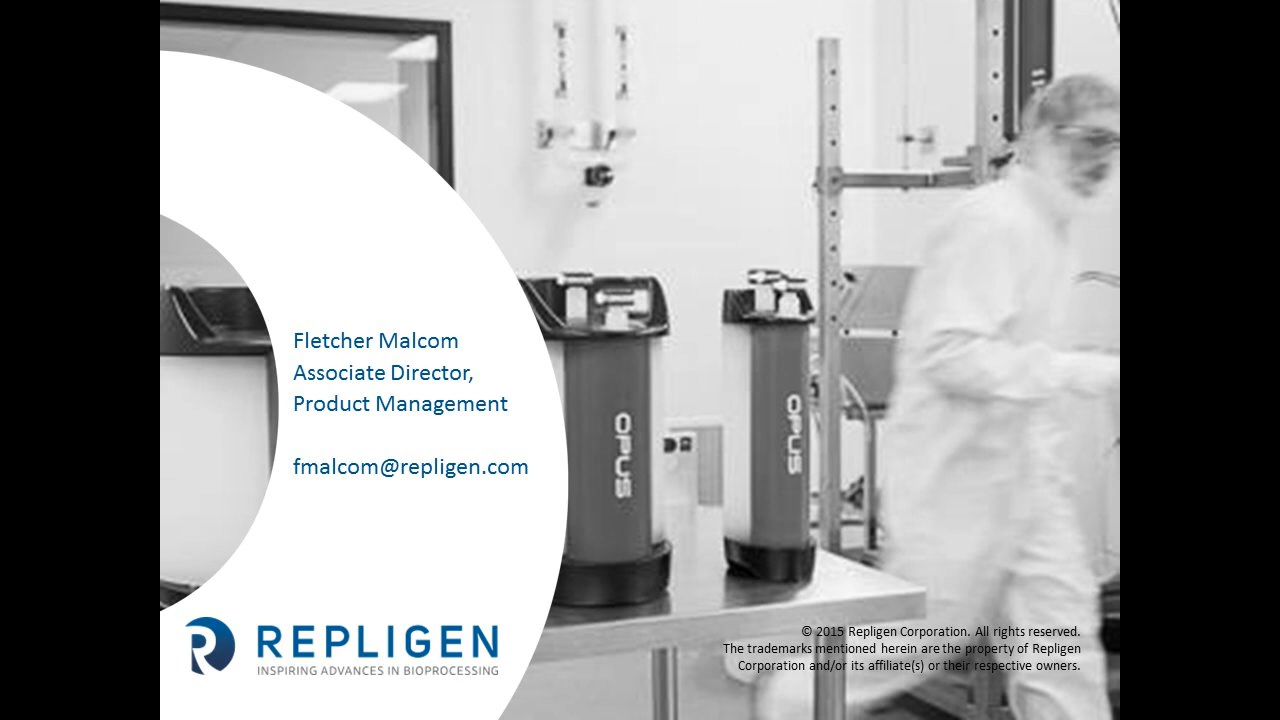 Fletcher Malcom
Associate Director,
Product Management
fmalcom@repligen.com
OPUS
OPUS
REPLIGEN
INSPIRING ADVANCES IN BIOPROCESSING
© 2015 Repligen Corporation. All rights reserved.
The trademarks mentioned herein are the property of Repligen
Corporation and/or its affiliate(s) or their respective owners.